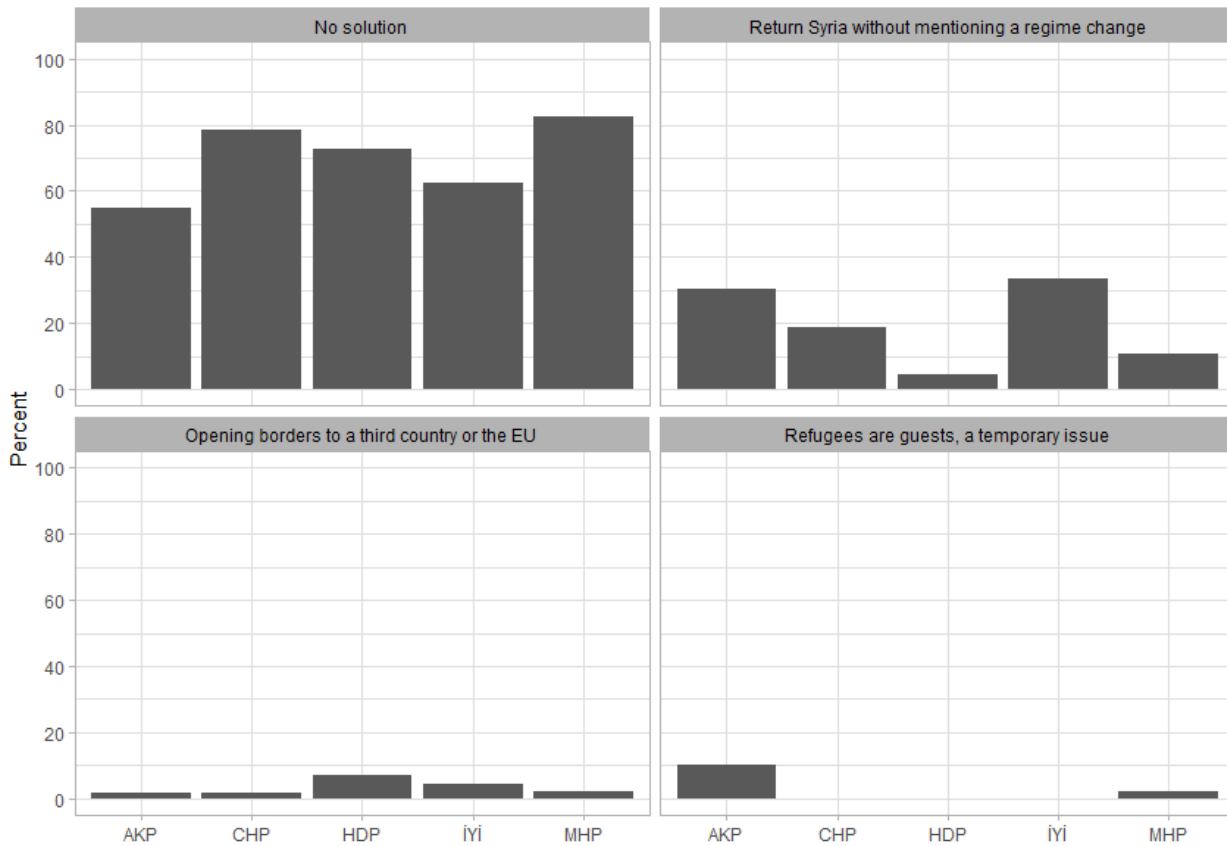 No solution
Return Syria without mentioning a regime change
100
80
60
40
20
0
Percent
Opening borders to a third country or the EU
Refugees are guests, a temporary issue
100
80
60
40
20
0
AKP CHP HDP İYİ MHP
AKP CHP HDP İYİ MHP